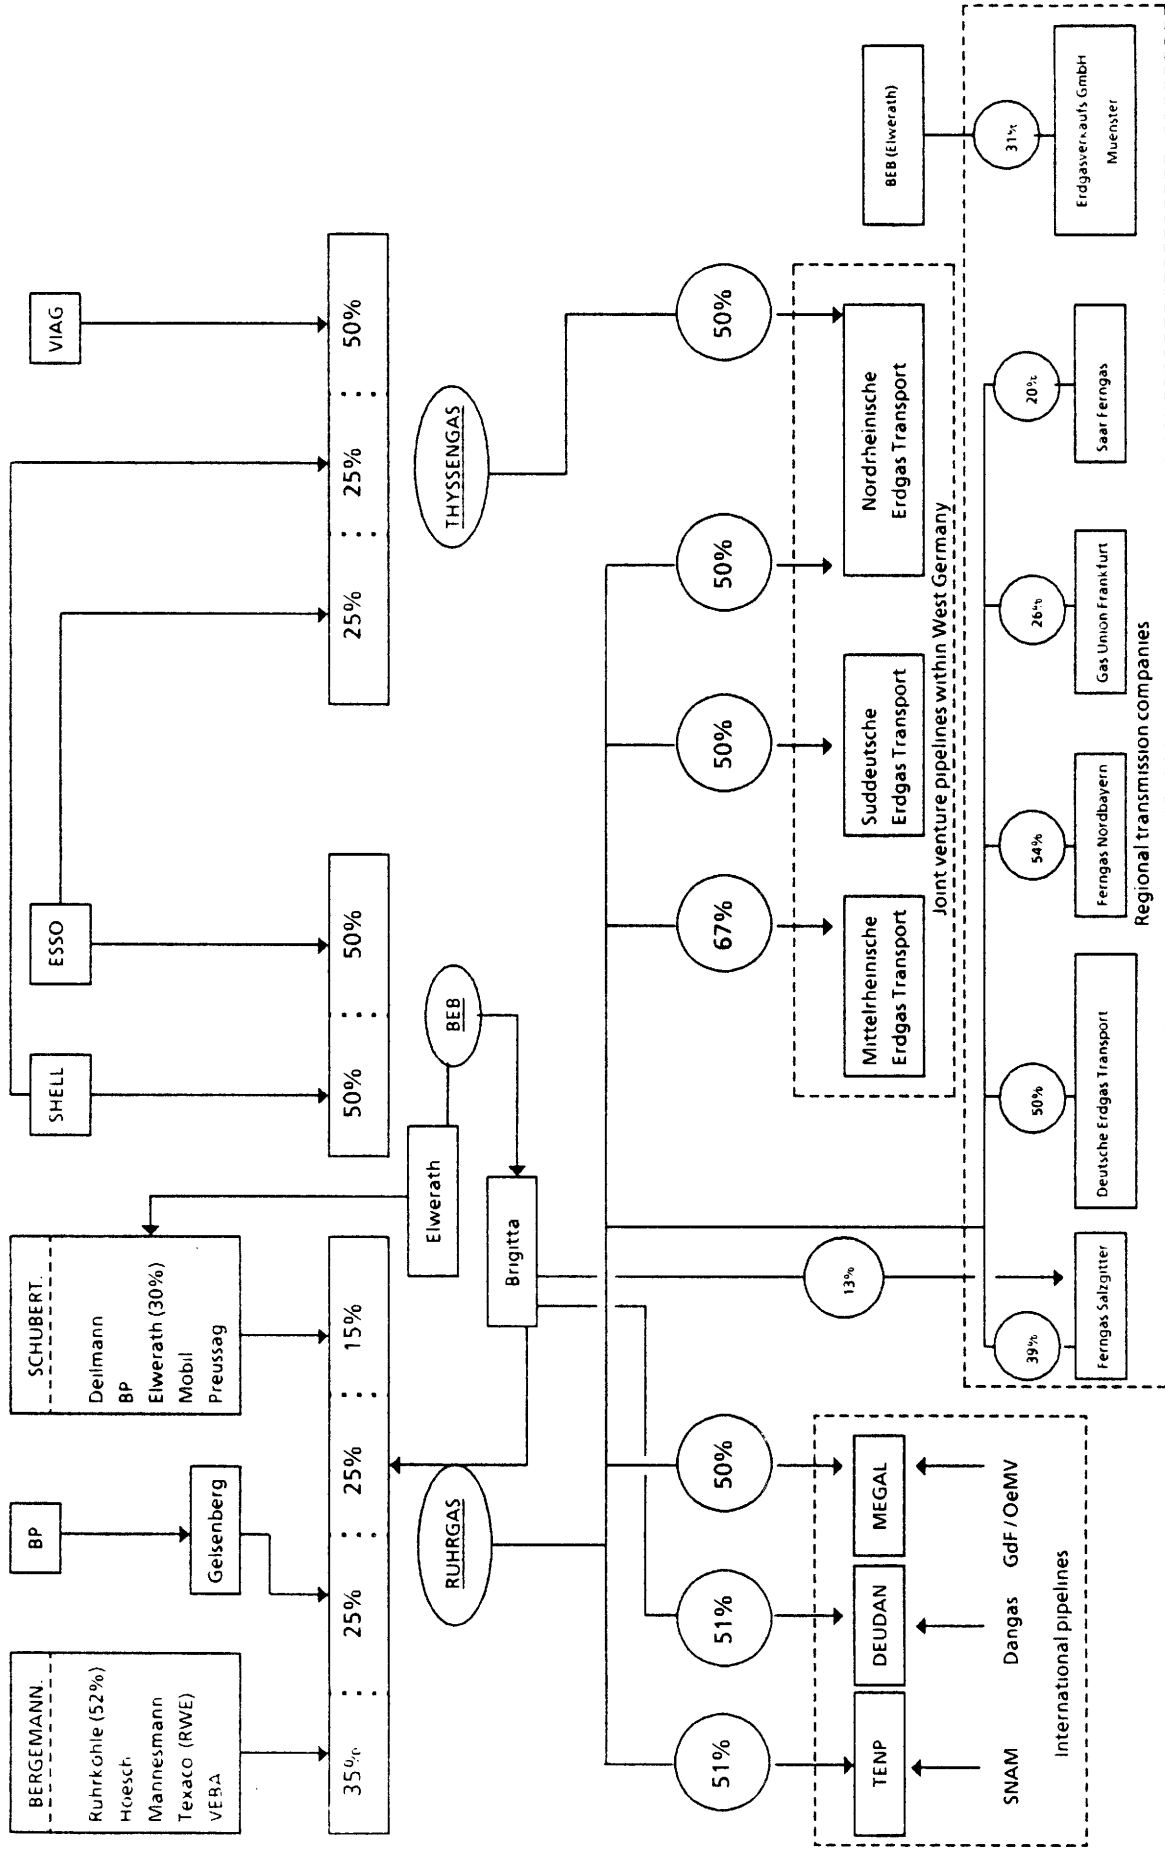 BERGEMANN.
Ruhrkohle (52%)
Hoesch
Mannesmann
Texaco (RWE)
VEBA
BP
Gelsenberg
SCHUBERT.
Deilmann
BP
Elwerath (30%)
Mobil
Preussag
SHELL
ESSO
VIAG
35%
25%
25%
15%
50%
50%
25%
25%
50%
RUHRGAS
Elwerath
BEB
Brigitta
THYSSENGAS
51%
51%
50%
67%
50%
50%
50%
13%
TENP
DEUDAN
MEGAL
SNAM
Dangas
GdF / OeMV
International pipelines
Mittelrheinische
Erdgas Transport
Suddeutsche
Erdgas Transport
Nordrheinische
Erdgas Transport
Joint venture pipelines within West Germany
BEB (Elwerath)
39%
50%
54%
26%
20%
31%
Ferngas Salzgitter
Deutsche Erdgas Transport
Ferngas Nordbayern
Gas Union Frankfurt
Saar Ferngas
Erdgasverkaufs GmbH
Muenster
Regional transmission companies